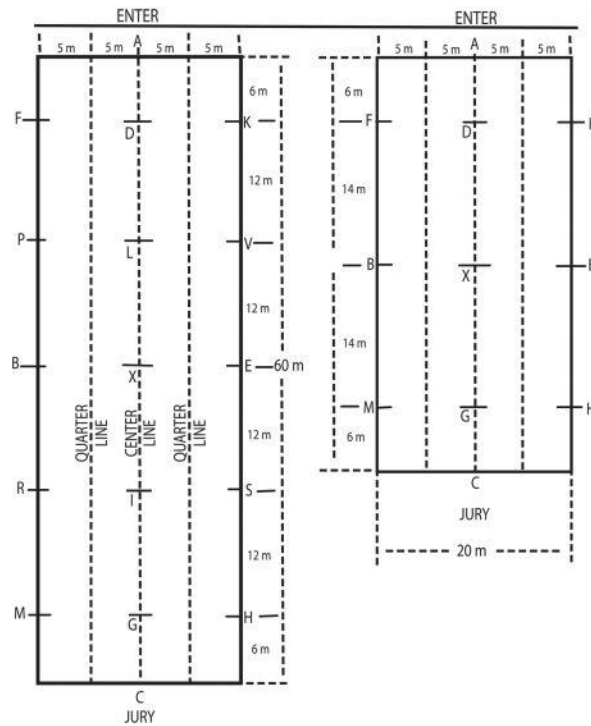 ENTER ENTER
A A
5 m 5 m 5 m 5 m 5 m 5 m 5 m 5 m
6 m 6 m
F D K F D
12 m 14 m
P L V
12 m
B X E
B X E 60 m 14 m
QUARTER LINE CENTER LINE QUARTER LINE
M G H
12 m 6 m
R I S C
JURY
12 m 20 m
M G H
6 m
C
JURY